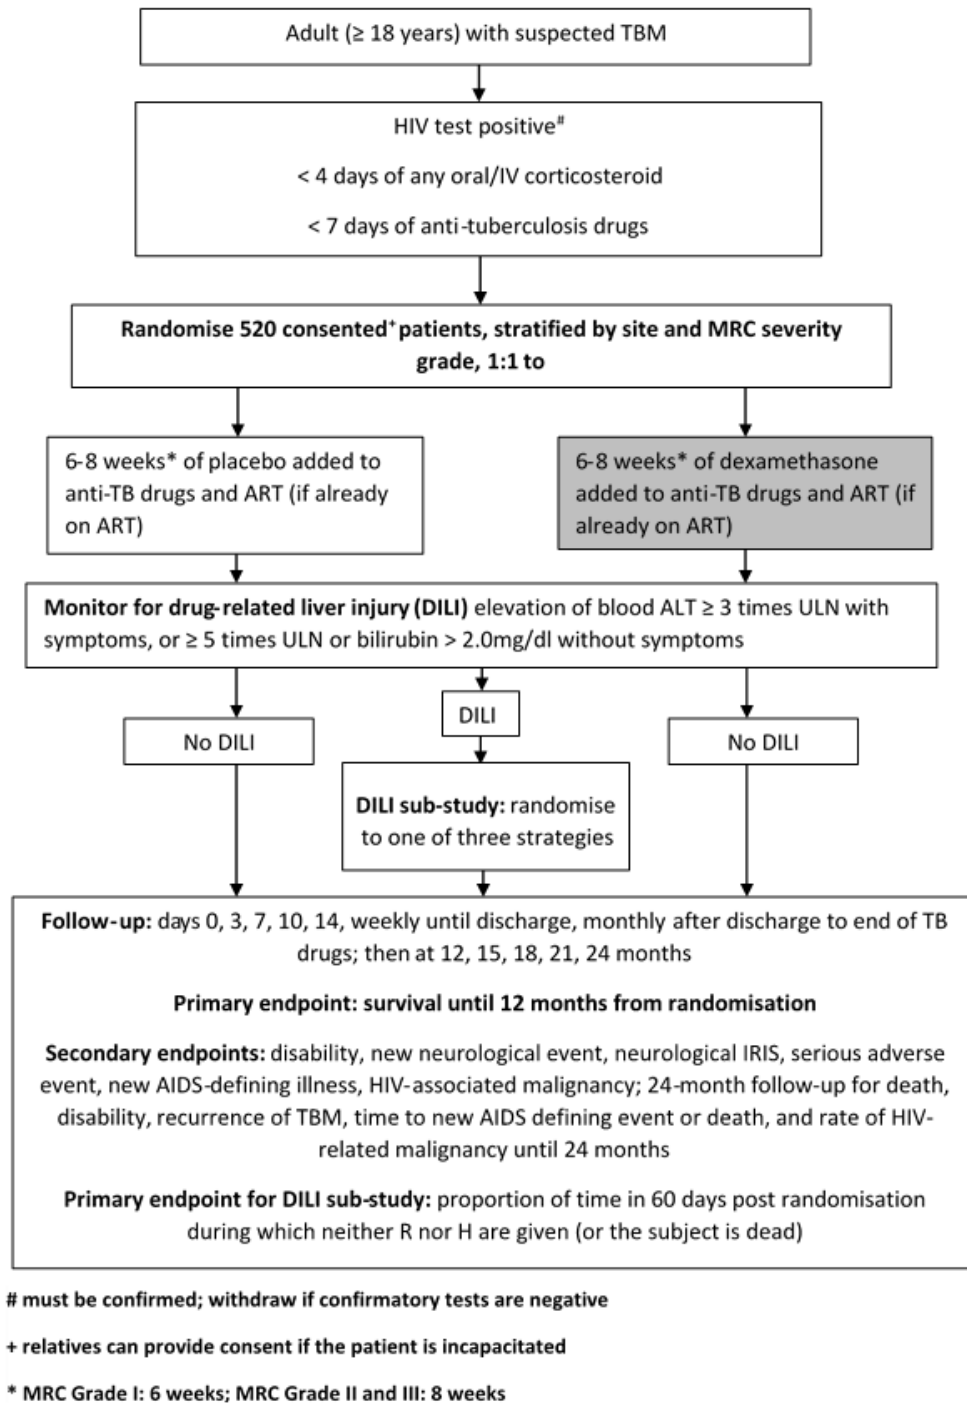 Adult (≥ 18 years) with suspected TBM
HIV test positive#
< 4 days of any oral/IV corticosteroid
< 7 days of anti-tuberculosis drugs
Randomise 520 consented+ patients, stratified by site and MRC severity
grade, 1:1 to
6-8 weeks* of placebo added to
anti-TB drugs and ART (if already
on ART)
6-8 weeks* of dexamethasone
added to anti-TB drugs and ART (if
already on ART)
Monitor for drug-related liver injury (DILI) elevation of blood ALT ≥ 3 times ULN with
symptoms, or ≥ 5 times ULN or bilirubin > 2.0mg/dl without symptoms
No DILI
DILI
No DILI
DILI sub-study: randomise
to one of three strategies
Follow-up: days 0, 3, 7, 10, 14, weekly until discharge, monthly after discharge to end of TB
drugs; then at 12, 15, 18, 21, 24 months
Primary endpoint: survival until 12 months from randomisation
Secondary endpoints: disability, new neurological event, neurological IRIS, serious adverse
event, new AIDS-defining illness, HIV-associated malignancy; 24-month follow-up for death,
disability, recurrence of TBM, time to new AIDS defining event or death, and rate of HIV-
related malignancy until 24 months
Primary endpoint for DILI sub-study: proportion of time in 60 days post randomisation
during which neither R nor H are given (or the subject is dead)
# must be confirmed; withdraw if confirmatory tests are negative
+ relatives can provide consent if the patient is incapacitated
* MRC Grade I: 6 weeks; MRC Grade II and III: 8 weeks